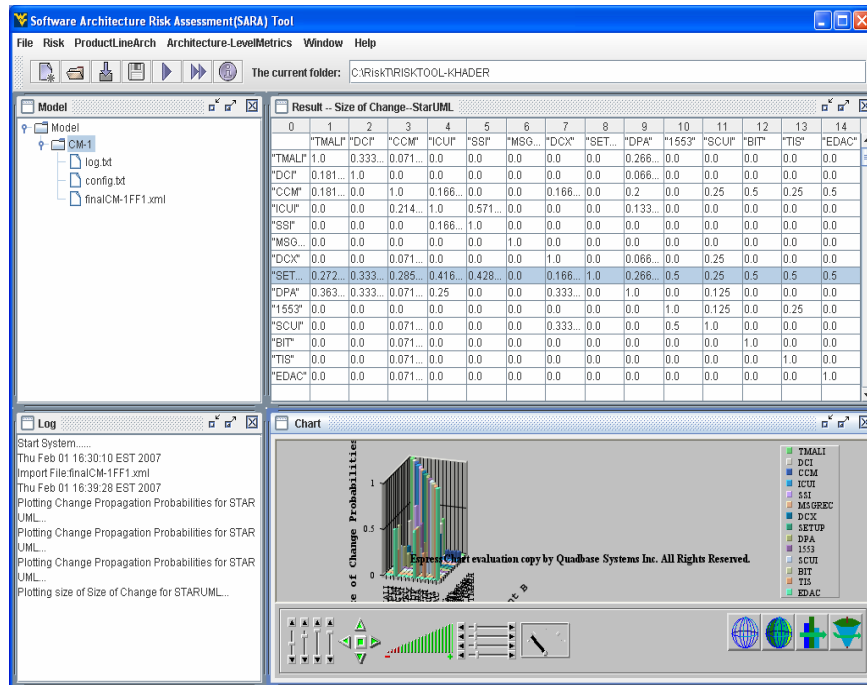 Software Architecture Risk Assessment(SARA) Tool
File Risk ProductLineArch Architecture-LevelMetrics Window Help
The current folder: C:\RiskT\RISKTOOL-KHADER
Model
Model
CM-1
log.txt
config.txt
finalCM-1FF1.xml
Result -- Size of Change--StarUML
0 1 2 3 4 5 6 7 8 9 10 11 12 13 14
"TMALI" "DCI" "CCM" "ICUI" "SSI" "MSG... "DCX" "SET... "DPA" "1553" "SCUI" "BIT" "TIS" "EDAC"
"TMALI" 1.0 0.333... 0.071... 0.0 0.0 0.0 0.0 0.0 0.266... 0.0 0.0 0.0 0.0 0.0
"DCI" 0.181... 1.0 0.0 0.0 0.0 0.0 0.0 0.0 0.066... 0.0 0.0 0.0 0.0 0.0
"CCM" 0.181... 0.0 1.0 0.166... 0.0 0.0 0.166... 0.0 0.2 0.0 0.25 0.5 0.25 0.5
"ICUI" 0.0 0.0 0.214... 1.0 0.571... 0.0 0.0 0.0 0.133... 0.0 0.0 0.0 0.0 0.0
"SSI" 0.0 0.0 0.0 0.166... 1.0 0.0 0.0 0.0 0.0 0.0 0.0 0.0 0.0 0.0
"MSG... 0.0 0.0 0.0 0.0 0.0 1.0 0.0 0.0 0.0 0.0 0.0 0.0 0.0 0.0
"DCX" 0.0 0.0 0.071... 0.0 0.0 0.0 1.0 0.0 0.066... 0.0 0.25 0.0 0.0 0.0
"SET... 0.272... 0.333... 0.285... 0.416... 0.428... 0.0 0.166... 1.0 0.266... 0.5 0.25 0.5 0.5 0.5
"DPA" 0.363... 0.333... 0.071... 0.25 0.0 0.0 0.333... 0.0 1.0 0.0 0.125 0.0 0.0 0.0
"1553" 0.0 0.0 0.0 0.0 0.0 0.0 0.0 0.0 0.0 1.0 0.125 0.0 0.25 0.0
"SCUI" 0.0 0.0 0.071... 0.0 0.0 0.0 0.333... 0.0 0.0 0.5 1.0 0.0 0.0 0.0
"BIT" 0.0 0.0 0.071... 0.0 0.0 0.0 0.0 0.0 0.0 0.0 0.0 1.0 0.0 0.0
"TIS" 0.0 0.0 0.071... 0.0 0.0 0.0 0.0 0.0 0.0 0.0 0.0 0.0 1.0 0.0
"EDAC" 0.0 0.0 0.071... 0.0 0.0 0.0 0.0 0.0 0.0 0.0 0.0 0.0 0.0 1.0
Log
Start System......
Thu Feb 01 16:30:10 EST 2007
Import File:finalCM-1FF1.xml
Thu Feb 01 16:39:28 EST 2007
Plotting Change Propagation Probabilities for STAR
UML...
Plotting Change Propagation Probabilities for STAR
UML...
Plotting Change Propagation Probabilities for STAR
UML...
Plotting size of Size of Change for STARUML...
Chart
of Change Probabilities
1
0.5
0
ExpressChart evaluation copy by Quadbase Systems Inc. All Rights Reserved.
TMALI
DCI
CCM
ICUI
SSI
MSGREC
DCX
SETUP
DPA
1553
SCUI
BIT
TIS
EDAC